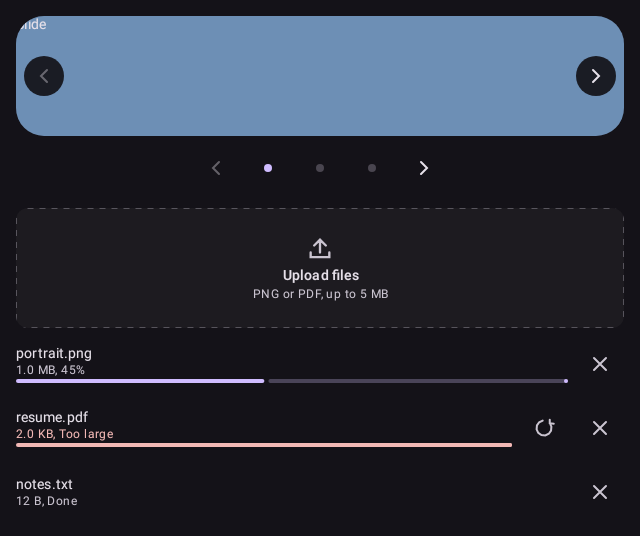 Upload files
PNG or PDF, up to 5 MB
portrait.png
1.0 MB, 45%
resume.pdf
2.0 KB, Too large
notes.txt
12 B, Done